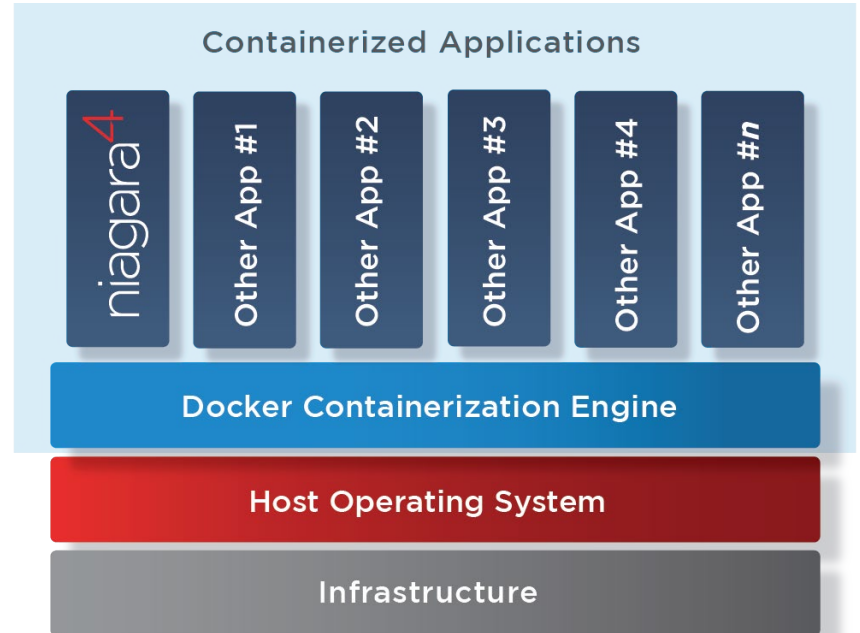 Containerized Applications
niagara4
Other App #1
Other App #2
Other App #3
Other App #4
Other App #n
Docker Containerization Engine
Host Operating System
Infrastructure